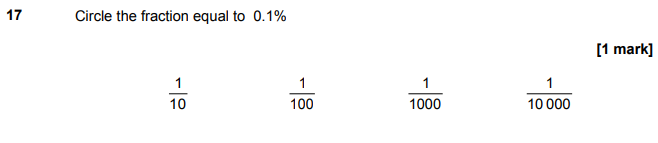 17 Circle the fraction equal to 0.1%
[1 mark]
1/10 1/100 1/1000 1/10 000